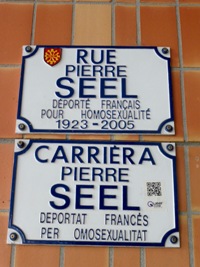 RUE
PIERRE
SEEL
DÉPORTÉ FRANÇAIS
POUR HOMOSEXUALITÉ
1923-2005
CARRIÈRA
PIERRE
SEEL
DEPORTAT FRANCÉS
PER OMOSEXUALITAT